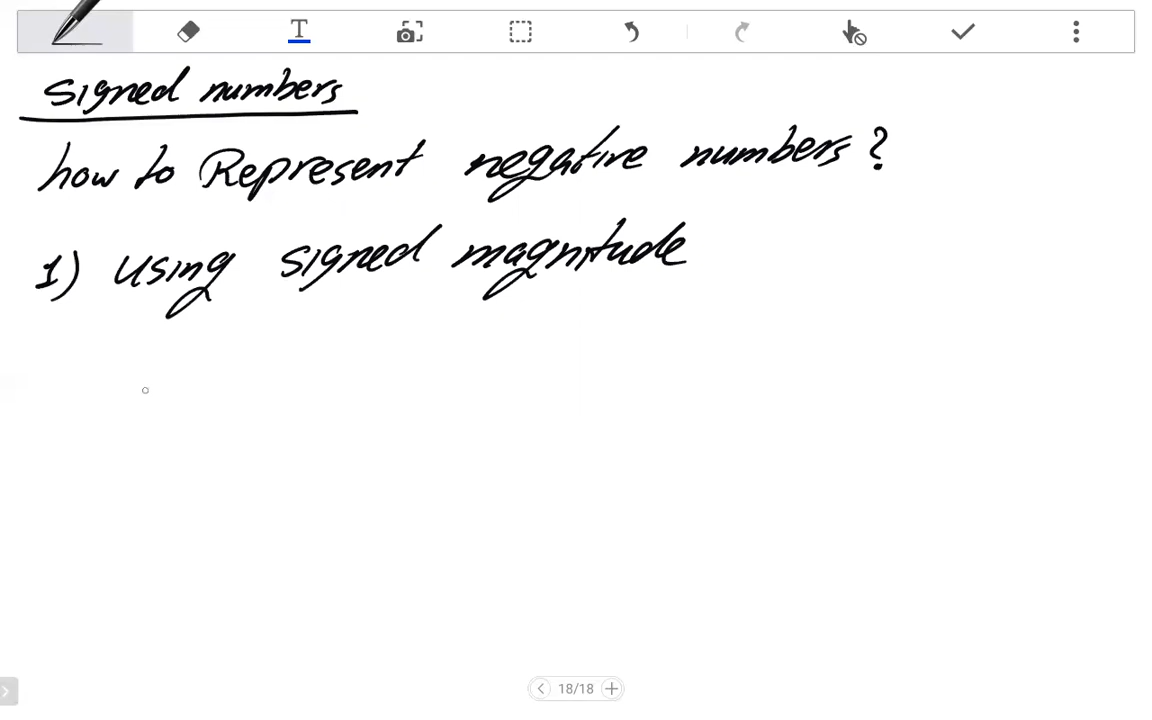 T
Signed numbers
how to Represent negative numbers?
1) Using signed magnitude
18/18